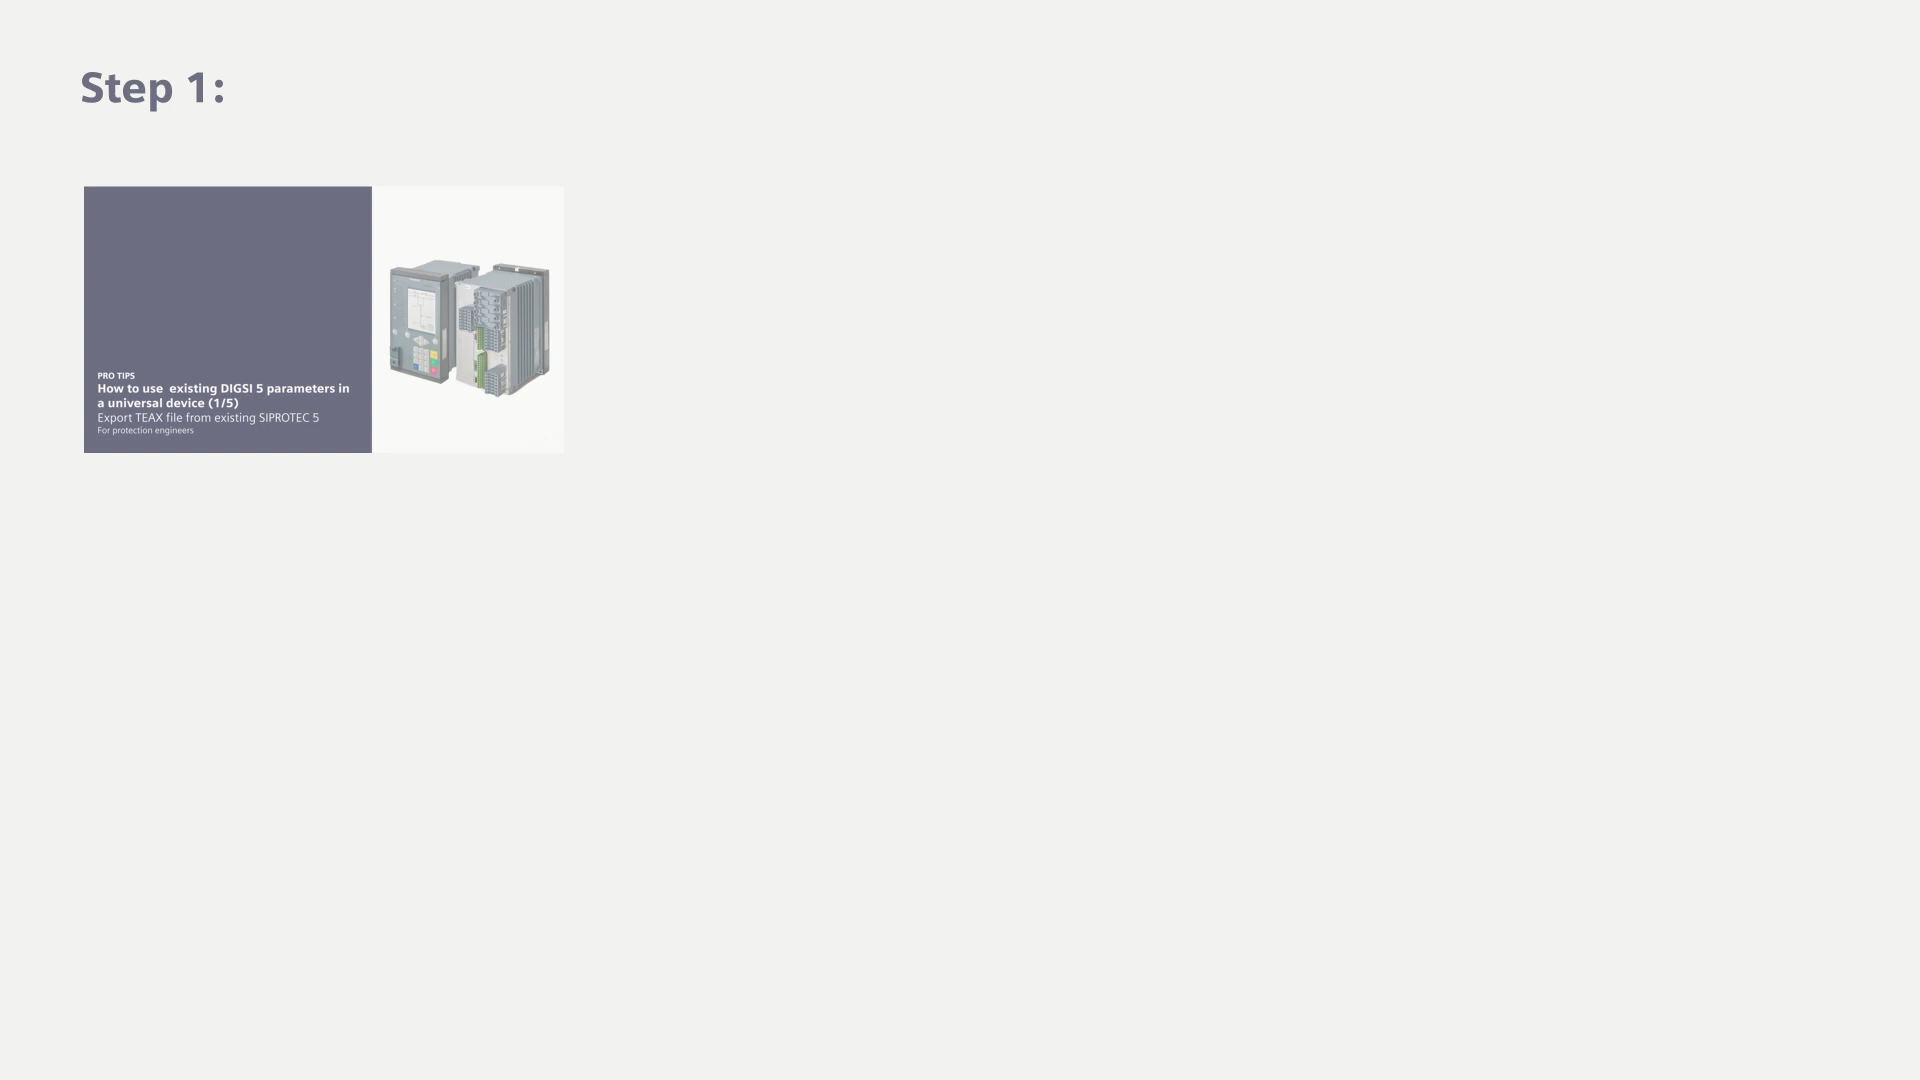 Step 1:
PRO TIPS
How to use  existing DIGSI 5 parameters in
a universal device (1/5)
Export TEAX file from existing SIPROTEC 5
For protection engineers